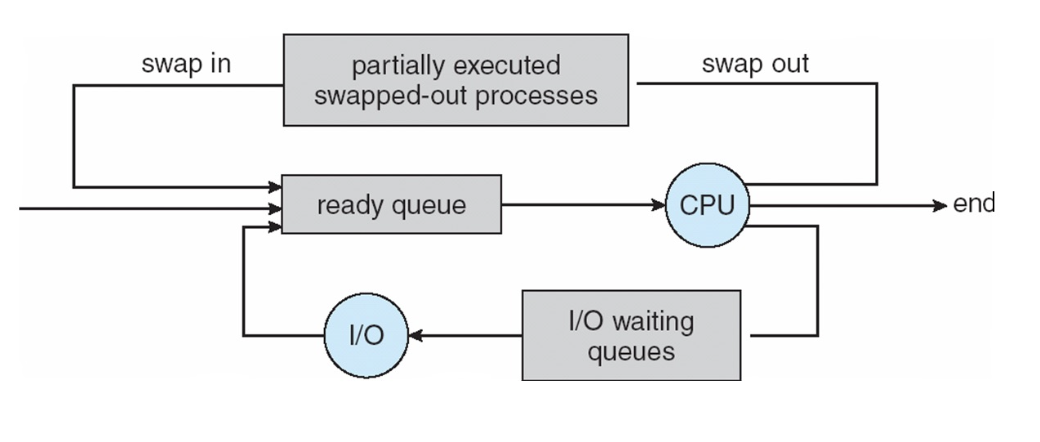 swap in
partially executed
swapped-out processes
swap out
ready queue
CPU
end
I/O
I/O waiting
queues